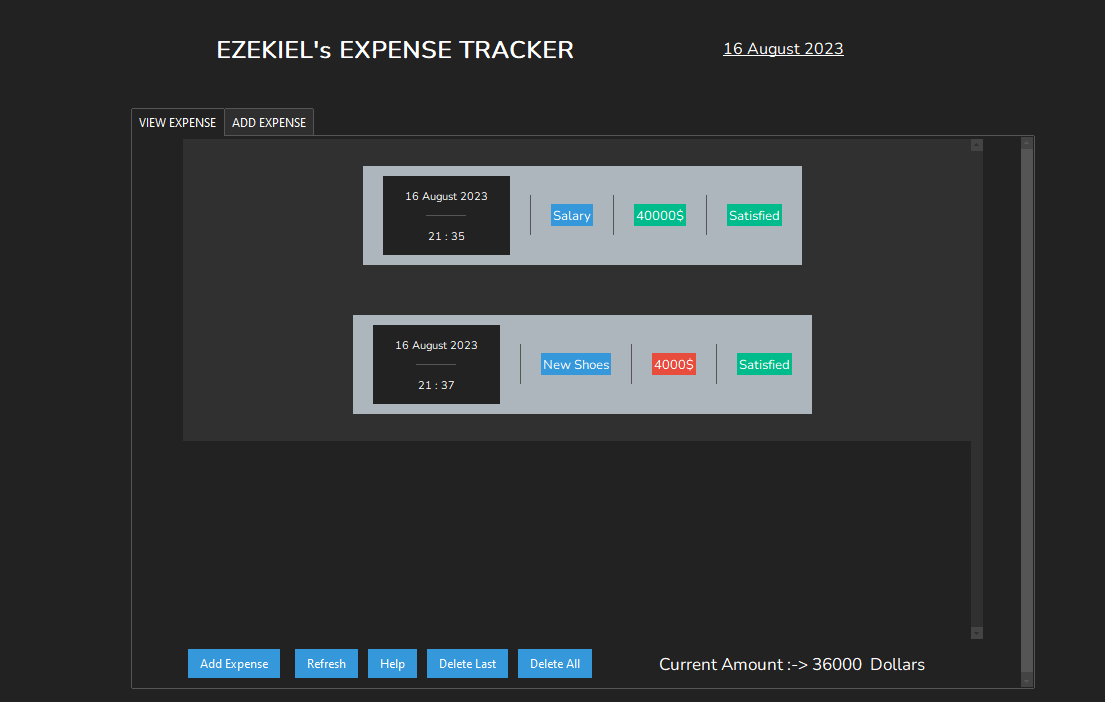 EZEKIEL's EXPENSE TRACKER
16 August 2023
VIEW EXPENSE
ADD EXPENSE
16 August 2023
21 : 35
Salary
40000$
Satisfied
16 August 2023
21 : 37
New Shoes
4000$
Satisfied
Add Expense
Refresh
Help
Delete Last
Delete All
Current Amount :-> 36000 Dollars